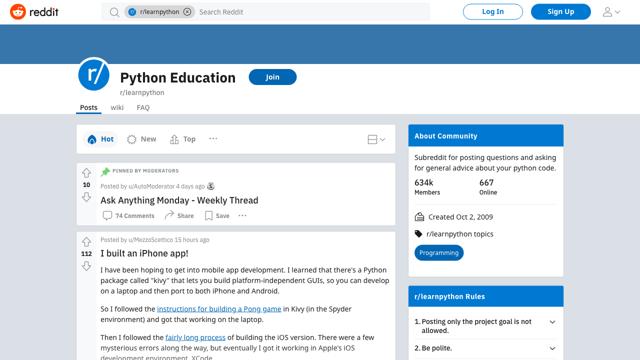 reddit
r/learnpython
Search Reddit
Log In
Sign Up
r/
Python Education
Join
r/learnpython
Posts
wiki
FAQ
Hot
New
Top
PINNED BY MODERATORS
10
Posted by u/AutoModerator 4 days ago
Ask Anything Monday - Weekly Thread
74 Comments
Share
Save
112
Posted by u/MezzoScettico 15 hours ago
I built an iPhone app!
I have been hoping to get into mobile app development. I learned that there's a Python
package called "kivy" that lets you build platform-independent GUIs, so you can develop
on a laptop and then port to both iPhone and Android.
So I followed the instructions for building a Pong game in Kivy (in the Spyder
environment) and got that working on the laptop.
Then I followed the fairly long process of building the iOS version. There were a few
mysterious errors along the way, but eventually I got it working in Apple's iOS
development environment, XCode.
About Community
Subreddit for posting questions and asking
for general advice about your python code.
634k
Members
667
Online
Created Oct 2, 2009
r/learnpython topics
Programming
r/learnpython Rules
1. Posting only the project goal is not
allowed.
2. Be polite.